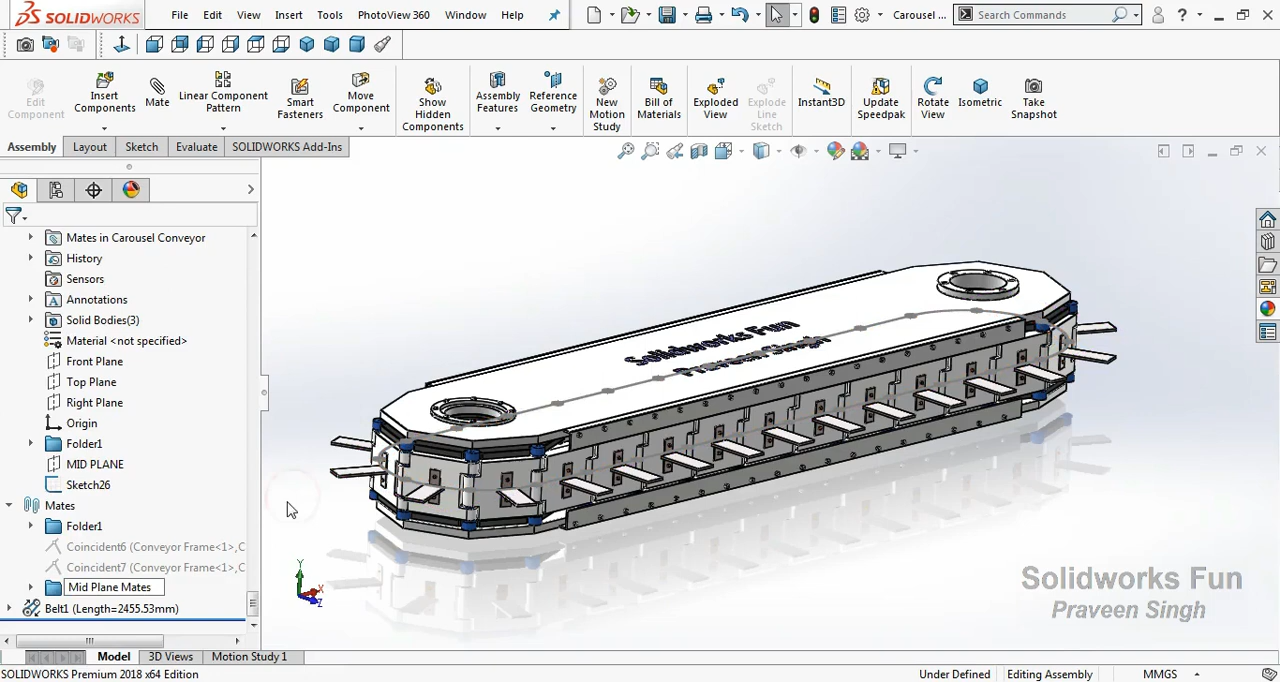 SOLIDWORKS
File Edit View Insert Tools PhotoView 360 Window Help
Carousel ...
Search Commands
Edit Component
Insert Components
Mate
Linear Component Pattern
Smart Fasteners
Move Component
Show Hidden Components
Assembly Features
Reference Geometry
New Motion Study
Bill of Materials
Exploded View
Explode Line Sketch
Instant3D
Update Speedpak
Rotate View
Isometric
Take Snapshot
Assembly Layout Sketch Evaluate SOLIDWORKS Add-Ins
Mates in Carousel Conveyor
History
Sensors
Annotations
Solid Bodies(3)
Material <not specified>
Front Plane
Top Plane
Right Plane
Origin
Folder1
MID PLANE
Sketch26
Mates
Folder1
Coincident6 (Conveyor Frame<1>,C
Coincident7 (Conveyor Frame<1>,C
Mid Plane Mates
Belt1 (Length=2455.53mm)
Solidworks Fun
Praveen Singh
Y
X
Z
Solidworks Fun
Praveen Singh
Model 3D Views Motion Study 1
SOLIDWORKS Premium 2018 x64 Edition
Under Defined Editing Assembly MMGS